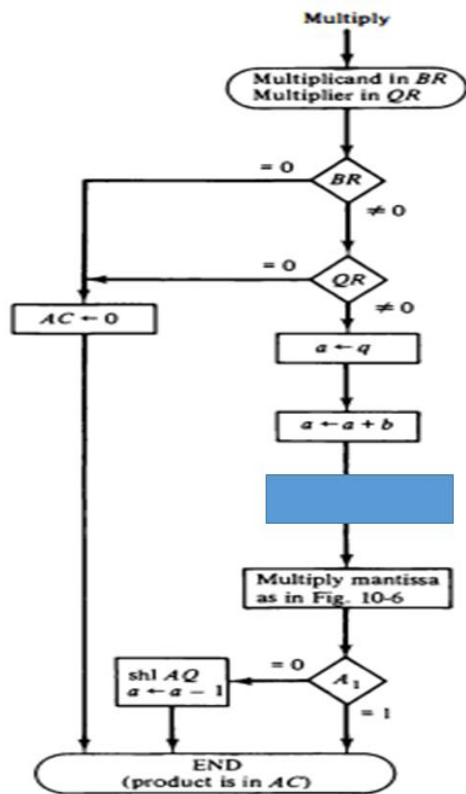 Multiply
Multiplicand in BR
Multiplier in QR
= 0
BR
≠ 0
= 0
QR
≠ 0
AC ← 0
a ← q
a ← a + b
Multiply mantissa
as in Fig. 10-6
= 0
A₁
= 1
shl AQ
a ← a − 1
END
(product is in AC)